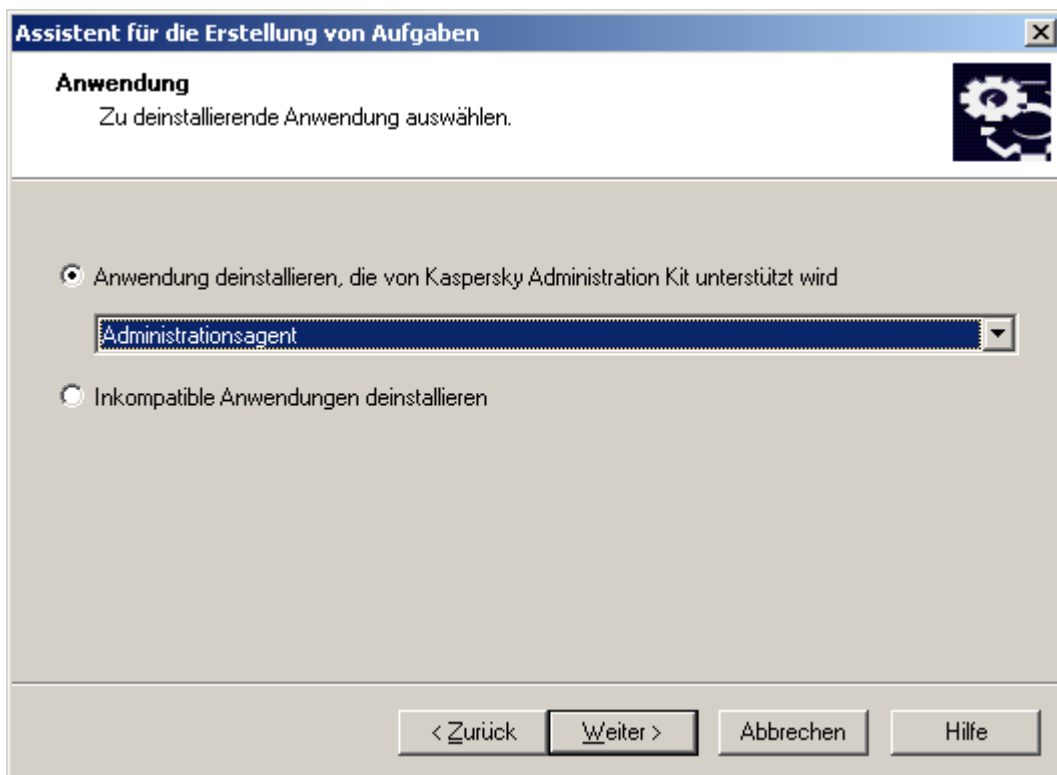 Assistent für die Erstellung von Aufgaben
Anwendung
Zu deinstallierende Anwendung auswählen.
Anwendung deinstallieren, die von Kaspersky Administration Kit unterstützt wird
Administrationsagent
Inkompatible Anwendungen deinstallieren
< Zurück Weiter > Abbrechen Hilfe